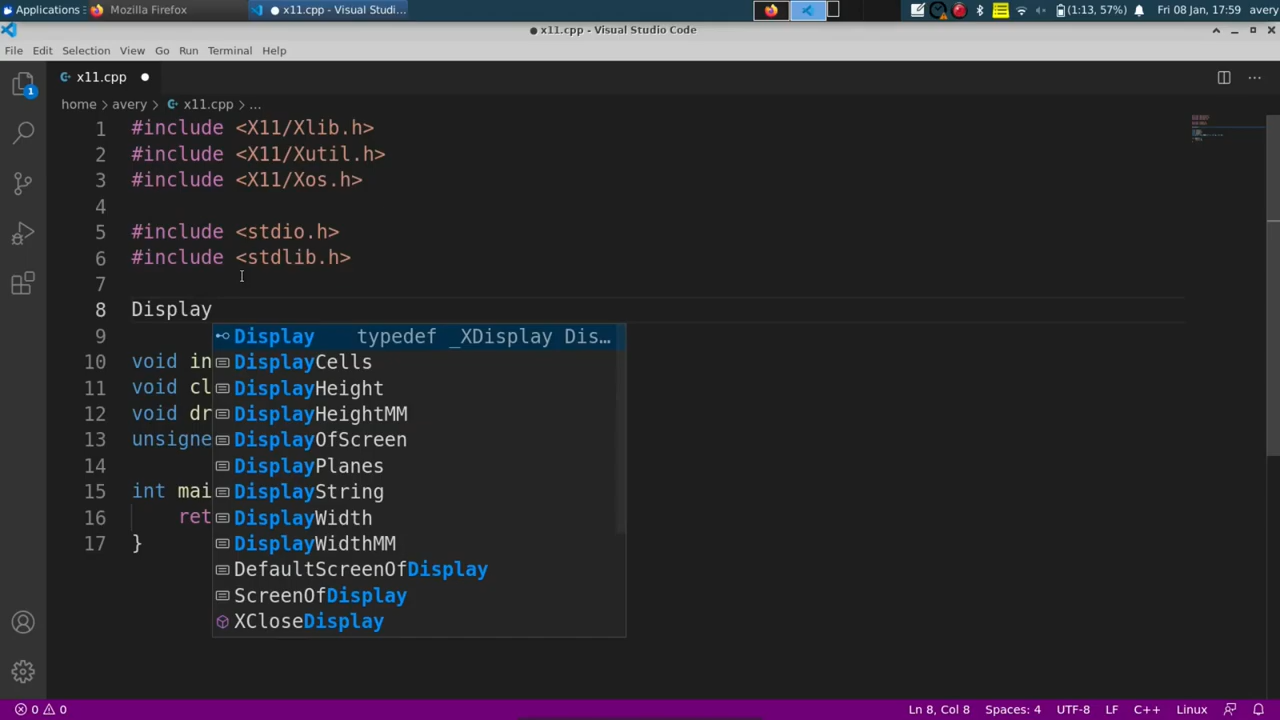 Applications Mozilla Firefox ● x11.cpp - Visual Studi... (1:13, 57%) Fri 08 Jan, 17:59 avery
● x11.cpp - Visual Studio Code
File Edit Selection View Go Run Terminal Help
1 x11.cpp ●
home > avery > x11.cpp > ...
1 #include <X11/Xlib.h>
2 #include <X11/Xutil.h>
3 #include <X11/Xos.h>
4
5 #include <stdio.h>
6 #include <stdlib.h>
7
8 Display
9 Display typedef _XDisplay Dis...
10 void in DisplayCells
11 void cl DisplayHeight
12 void dr DisplayHeightMM
13 unsigne DisplayOfScreen
14 DisplayPlanes
15 int mai DisplayString
16 ret DisplayWidth
17 } DisplayWidthMM
DefaultScreenOfDisplay
ScreenOfDisplay
XCloseDisplay
0 0 Ln 8, Col 8 Spaces: 4 UTF-8 LF C++ Linux